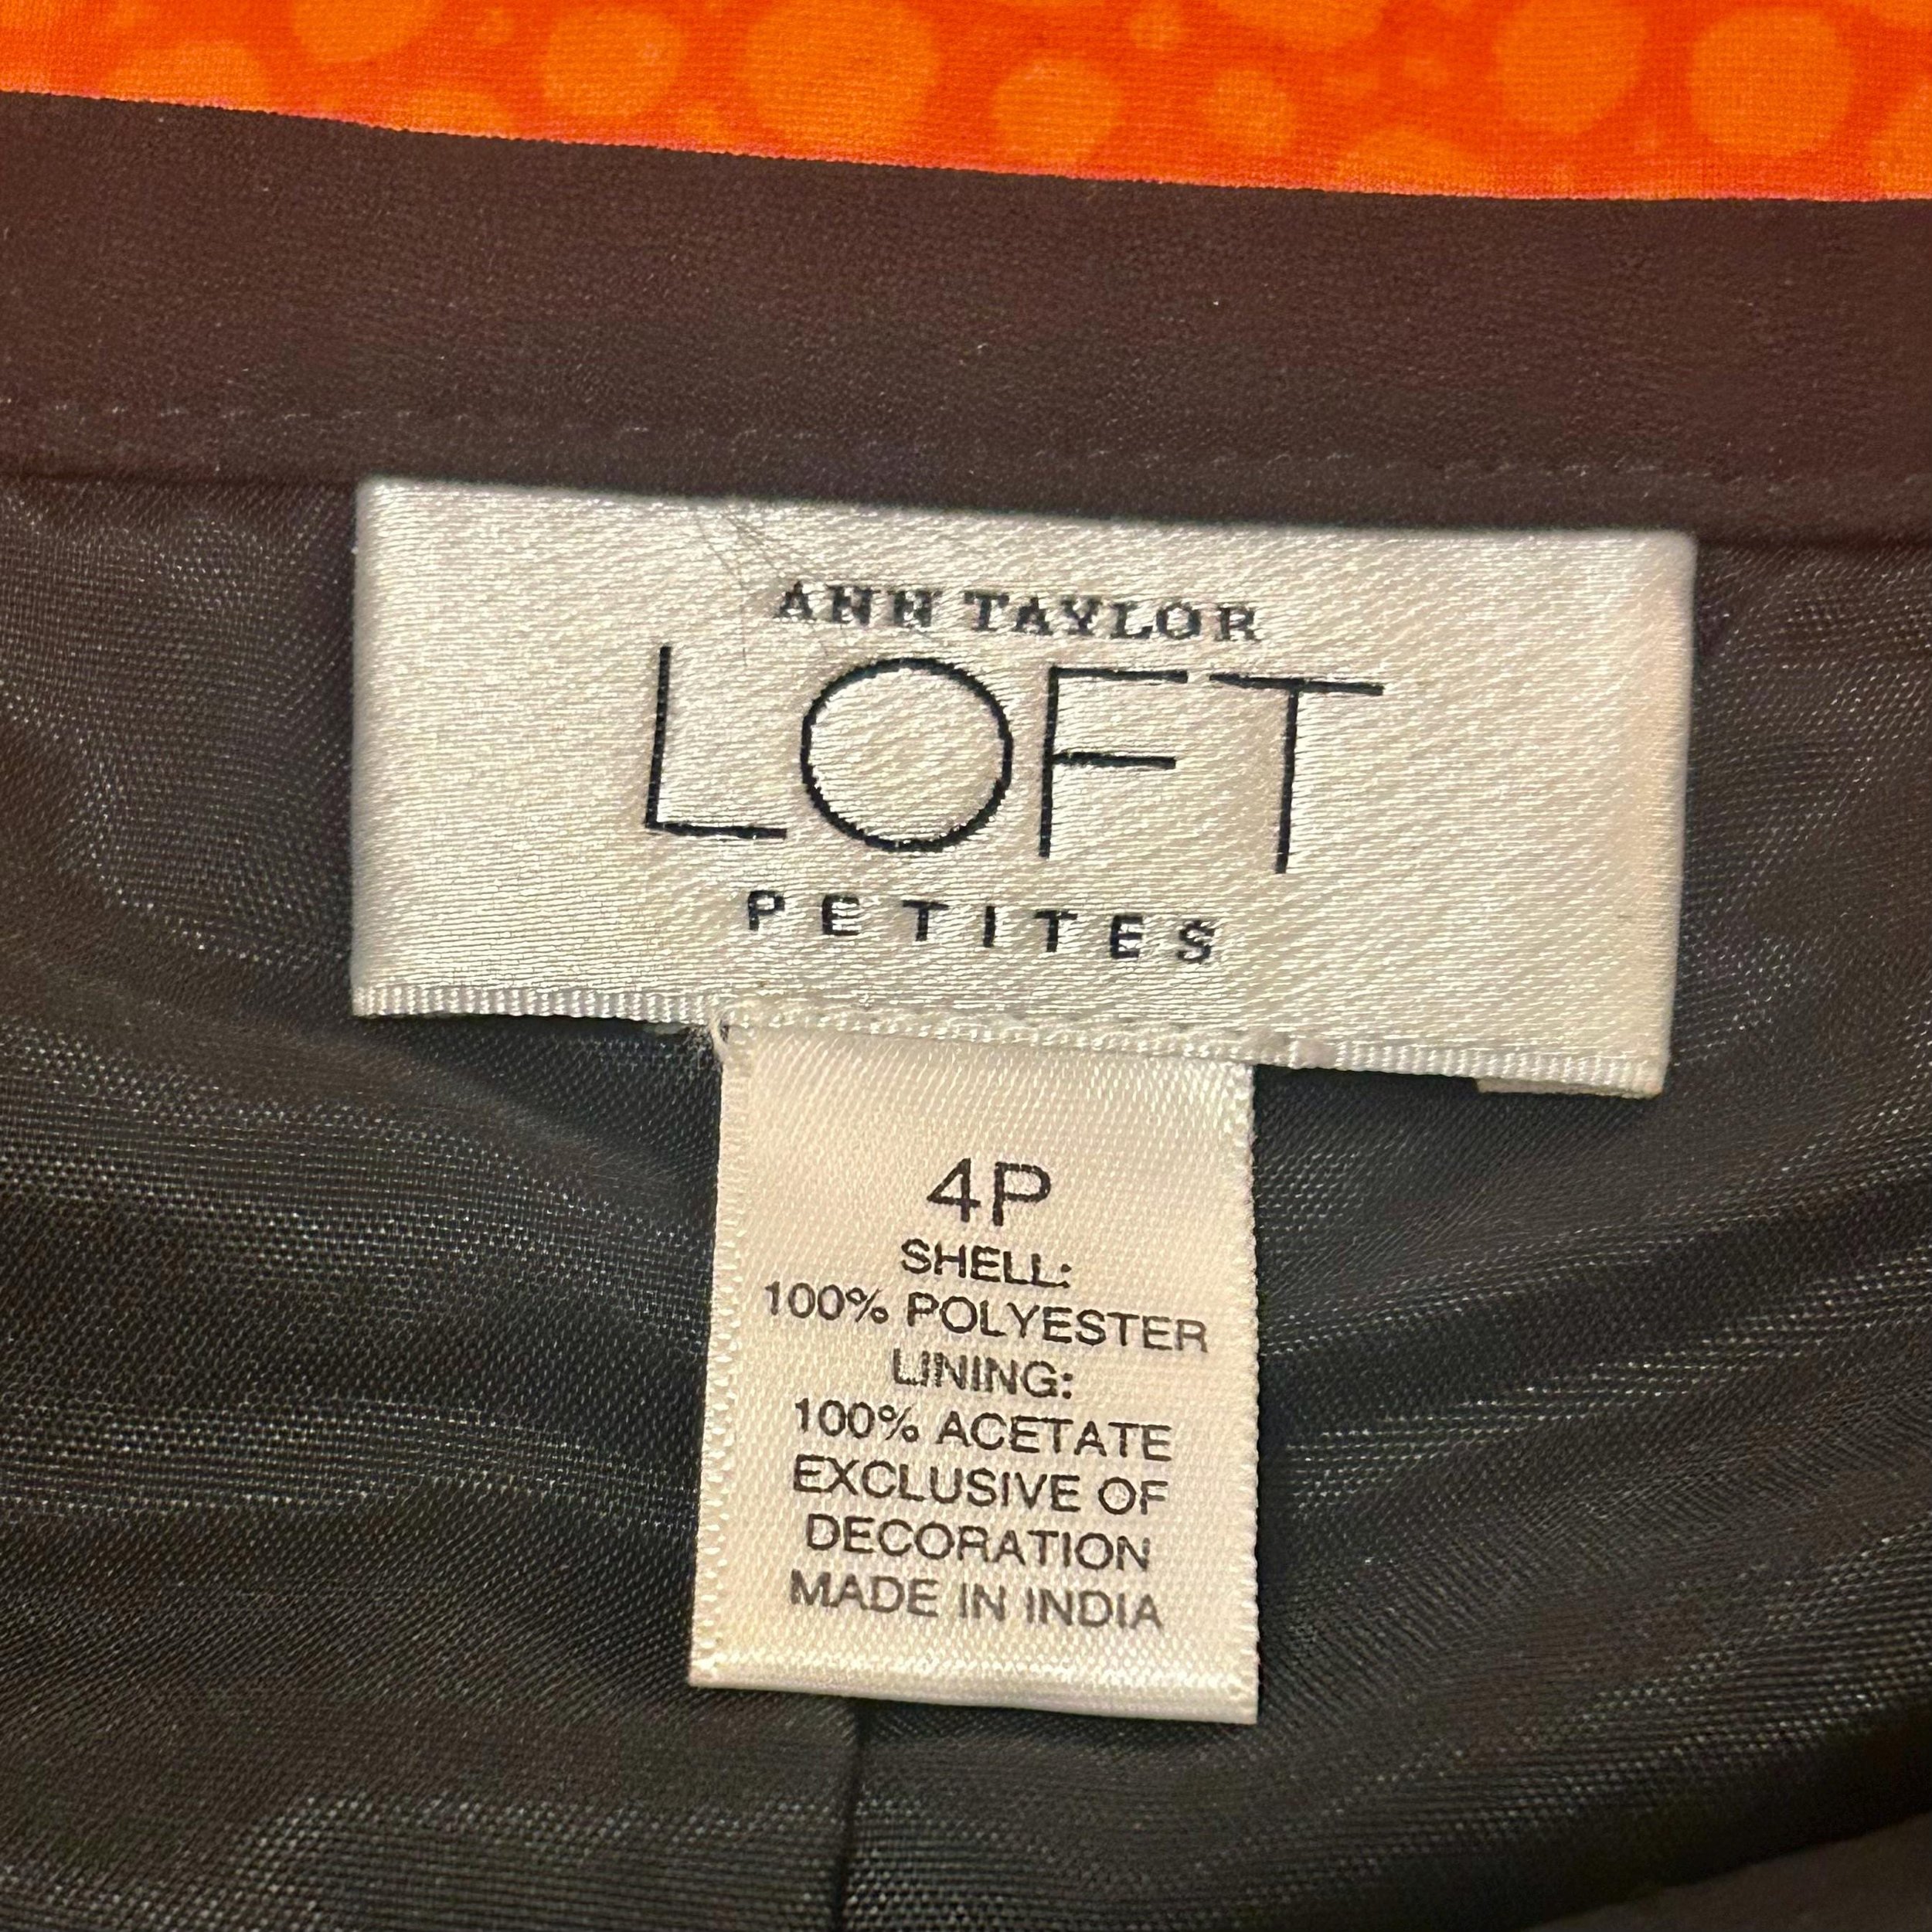 ANN TAYLOR
LOFT
PETITES
4P
SHELL:
100% POLYESTER
LINING:
100% ACETATE
EXCLUSIVE OF
DECORATION
MADE IN INDIA